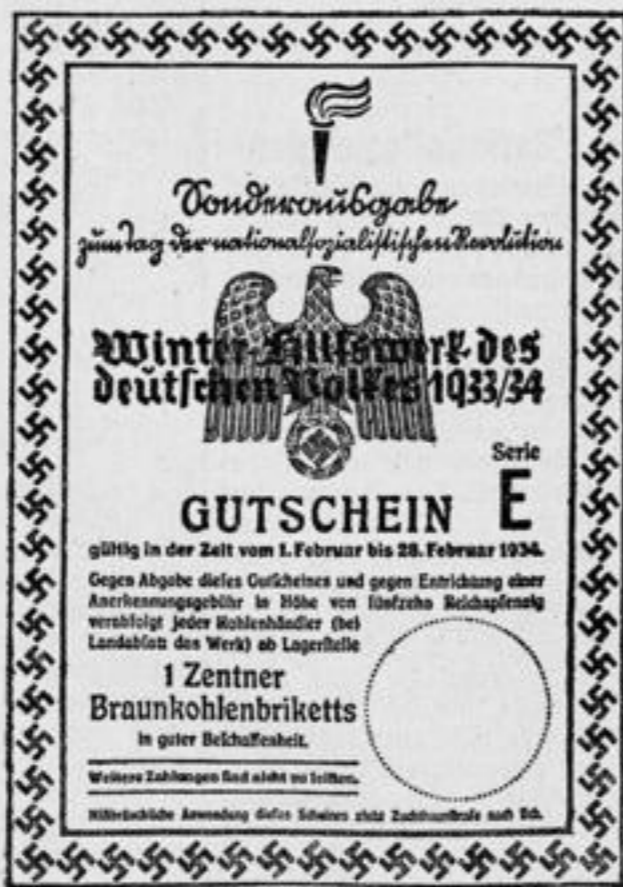 Sonderausgabe
zum Tag der nationalsozialistischen Revolution
Winter-Hilfswerk des
deutschen Volkes 1933/34
Serie
E
GUTSCHEIN
gültig in der Zeit vom 1. Februar bis 28. Februar 1934.
Gegen Abgabe dieses Gutscheines und gegen Entrichtung einer
Anerkennungsgebühr in Höhe von fünfzehn Reichspfennig
verabfolgt jeder Kohlenhändler (bei
Landabsatz das Werk) ab Lagerstelle
1 Zentner
Braunkohlenbriketts
in guter Beschaffenheit.
Weitere Zahlungen sind nicht zu leisten.
Mißbräuchliche Anwendung dieses Scheines zieht Zuchthausstrafe nach sich.